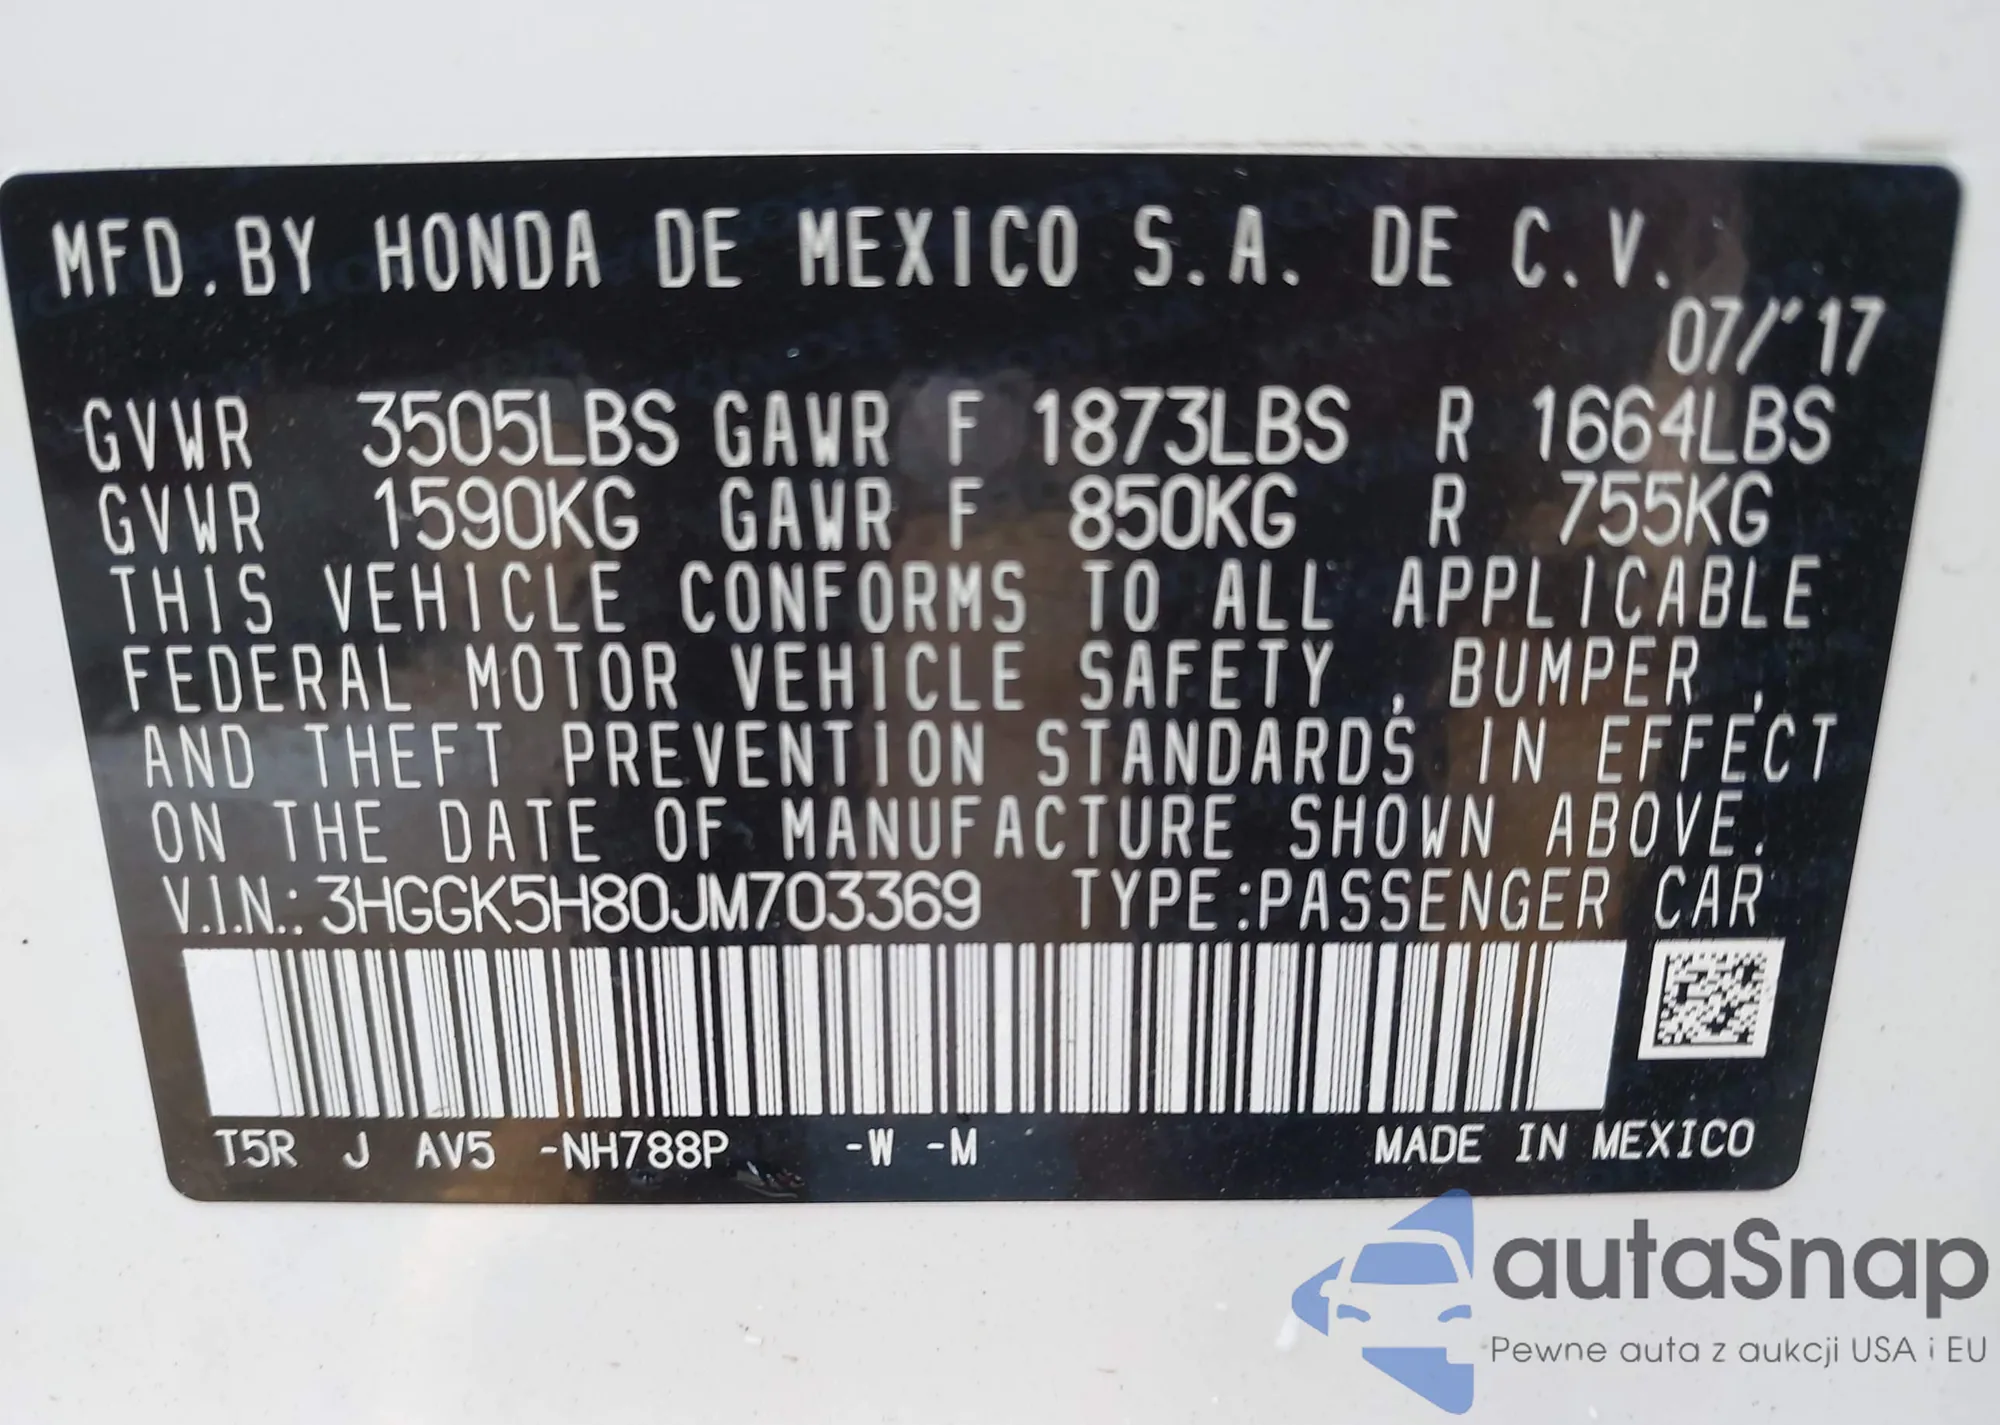 MFD. BY HONDA DE MEXICO S.A. DE C.V.
07/'17
GVWR 3505LBS GAWR F 1873LBS R 1664LBS
GVWR 1590KG GAWR F 850KG R 755KG
THIS VEHICLE CONFORMS TO ALL APPLICABLE
FEDERAL MOTOR VEHICLE SAFETY , BUMPER ,
AND THEFT PREVENTION STANDARDS IN EFFECT
ON THE DATE OF MANUFACTURE SHOWN ABOVE.
V.I.N.: 3HGGK5H80JM703369 TYPE:PASSENGER CAR
T5R J AV5 -NH788P -W -M MADE IN MEXICO
autaSnap
Pewne auta z aukcji USA i EU